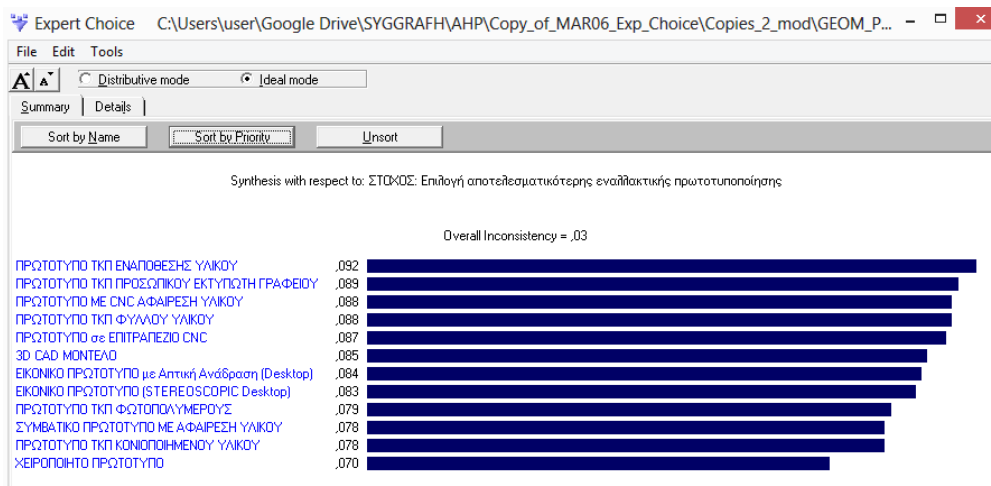 Expert Choice C:\Users\user\Google Drive\SYGGRAFH\AHP\Copy_of_MAR06_Exp_Choice\Copies_2_mod\GEOM_P...
File Edit Tools
A A Distributive mode Ideal mode
Summary Details
Sort by Name Sort by Priority Unsort
Synthesis with respect to: ΣΤΟΧΟΣ: Επιλογή αποτελεσματικότερης εναλλακτικής πρωτοτυποποίησης
Overall Inconsistency = ,03
ΠΡΩΤΟΤΥΠΟ ΤΚΠ ΕΝΑΠΟΘΕΣΗΣ ΥΛΙΚΟΥ ,092
ΠΡΩΤΟΤΥΠΟ ΤΚΠ ΠΡΟΣΩΠΙΚΟΥ ΕΚΤΥΠΩΤΗ ΓΡΑΦΕΙΟΥ ,089
ΠΡΩΤΟΤΥΠΟ ΜΕ CNC ΑΦΑΙΡΕΣΗ ΥΛΙΚΟΥ ,088
ΠΡΩΤΟΤΥΠΟ ΤΚΠ ΦΥΛΛΟΥ ΥΛΙΚΟΥ ,088
ΠΡΩΤΟΤΥΠΟ σε ΕΠΙΤΡΑΠΕΖΙΟ CNC ,087
3D CAD ΜΟΝΤΕΛΟ ,085
ΕΙΚΟΝΙΚΟ ΠΡΩΤΟΤΥΠΟ με Απτική Ανάδραση (Desktop) ,084
ΕΙΚΟΝΙΚΟ ΠΡΩΤΟΤΥΠΟ (STEREOSCOPIC Desktop) ,083
ΠΡΩΤΟΤΥΠΟ ΤΚΠ ΦΩΤΟΠΟΛΥΜΕΡΟΥΣ ,079
ΣΥΜΒΑΤΙΚΟ ΠΡΩΤΟΤΥΠΟ ΜΕ ΑΦΑΙΡΕΣΗ ΥΛΙΚΟΥ ,078
ΠΡΩΤΟΤΥΠΟ ΤΚΠ ΚΟΝΙΟΠΟΙΗΜΕΝΟΥ ΥΛΙΚΟΥ ,078
ΧΕΙΡΟΠΟΙΗΤΟ ΠΡΩΤΟΤΥΠΟ ,070